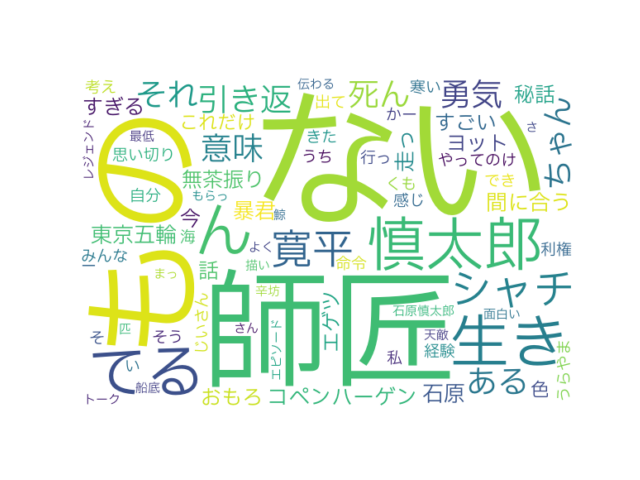 考え
それ
引き返
伝わる
寒い
勇気
秘話
すぎる
出て
死ん
かー
すごい
ちゃん
レジェンド
最低
これだけ
意味
きた
うち
行っ
走っ
ヨット
やってのけ
さ
思い切り
の
ない
自分
もらっ
無茶振り
くも
感じ
でき
間に合う
暴君
鯨
今
ん
東京五輪
海
も
寛平
慎太郎
利権
みんな
話
よく
描い
命令
まっ
師匠
シャチ
生き
てる
じいさん
辛坊
エピソード
エゲツ
石原慎太郎
面白い
そ
匹
そう
さん
天敵
私
経験
い
船底
ある
色
うらやま
トーク
おもろ
コペンハーゲン
石原